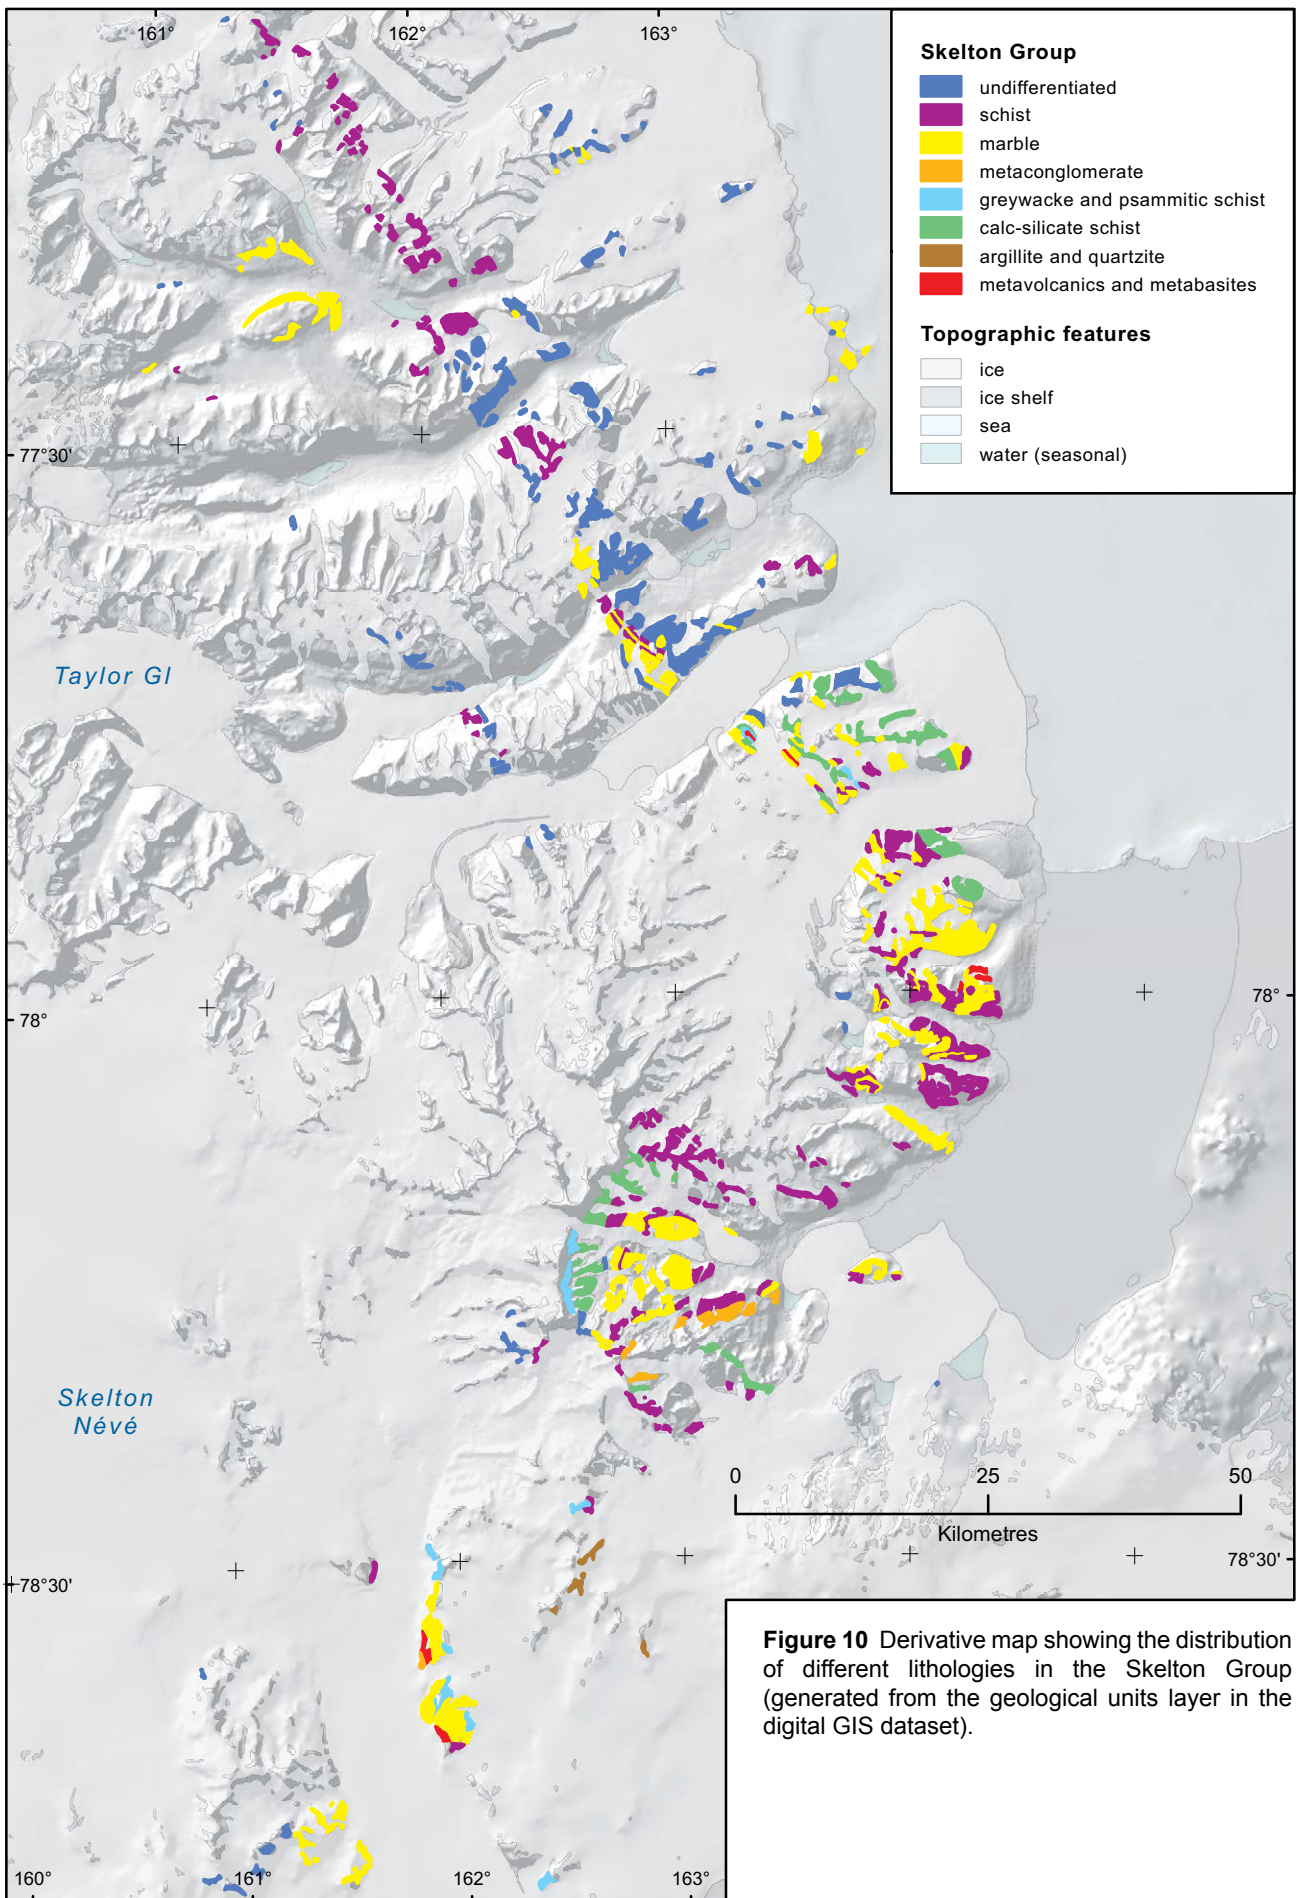 161°
162°
163°
Skelton Group
undifferentiated
schist
marble
metaconglomerate
greywacke and psammitic schist
calc-silicate schist
argillite and quartzite
metavolcanics and metabasites
Topographic features
ice
ice shelf
sea
water (seasonal)
77°30'
Taylor Gl
78°
78°
Skelton
Névé
0
25
50
Kilometres
78°30'
78°30'
Figure 10 Derivative map showing the distribution
of different lithologies in the Skelton Group
(generated from the geological units layer in the
digital GIS dataset).
160°
161°
162°
163°